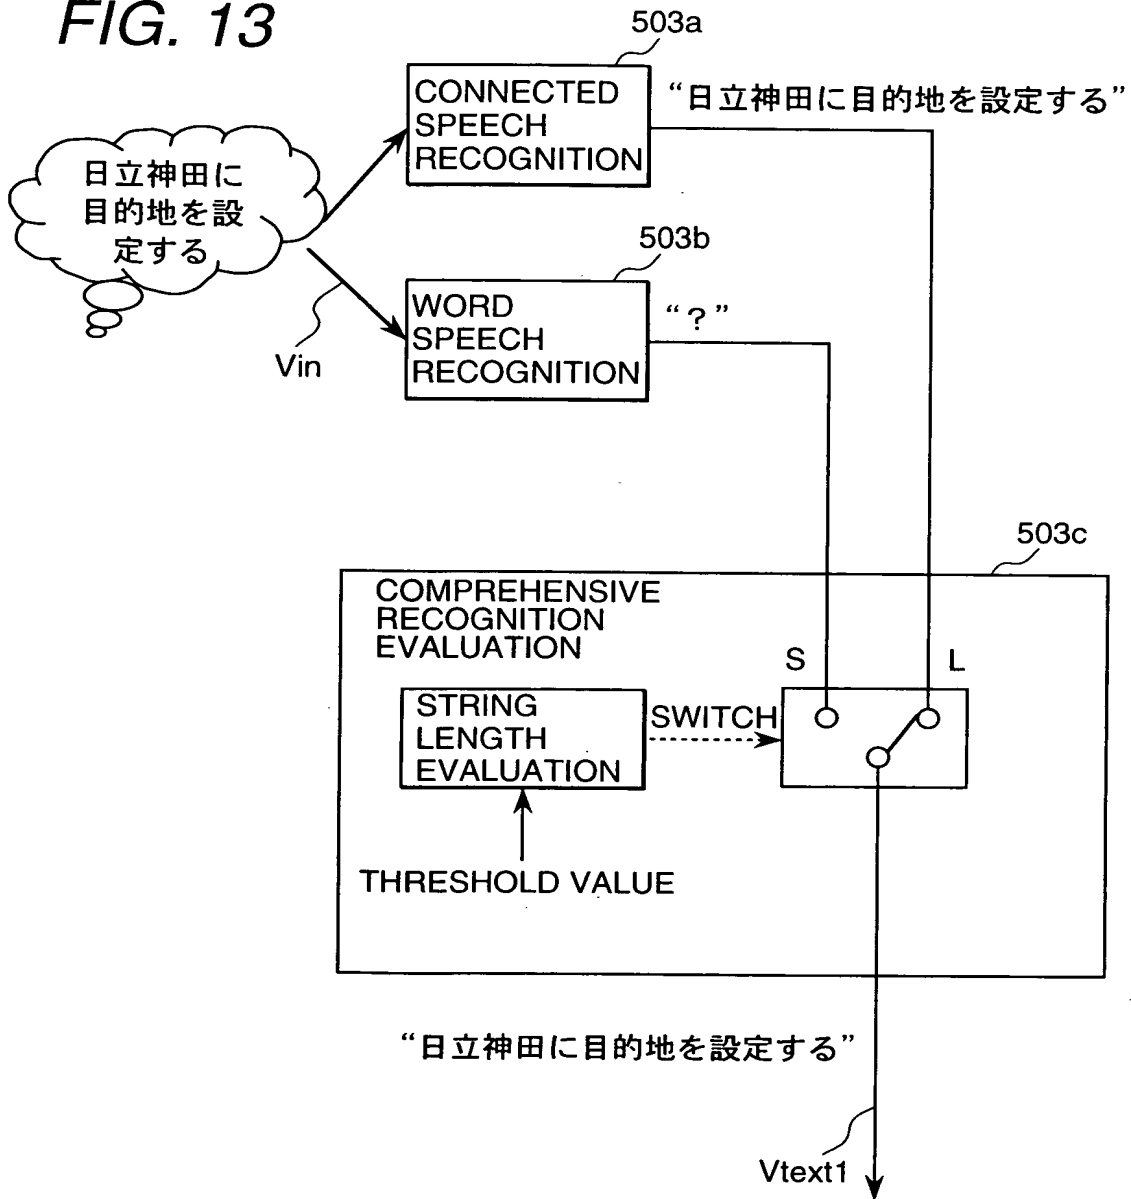 FIG. 13
503a
CONNECTED
SPEECH
RECOGNITION
“日立神田に目的地を設定する”
日立神田に
目的地を設
定する
503b
WORD
SPEECH
RECOGNITION
“?”
Vin
503c
COMPREHENSIVE
RECOGNITION
EVALUATION
S
L
STRING
LENGTH
EVALUATION
SWITCH
THRESHOLD VALUE
“日立神田に目的地を設定する”
Vtext1